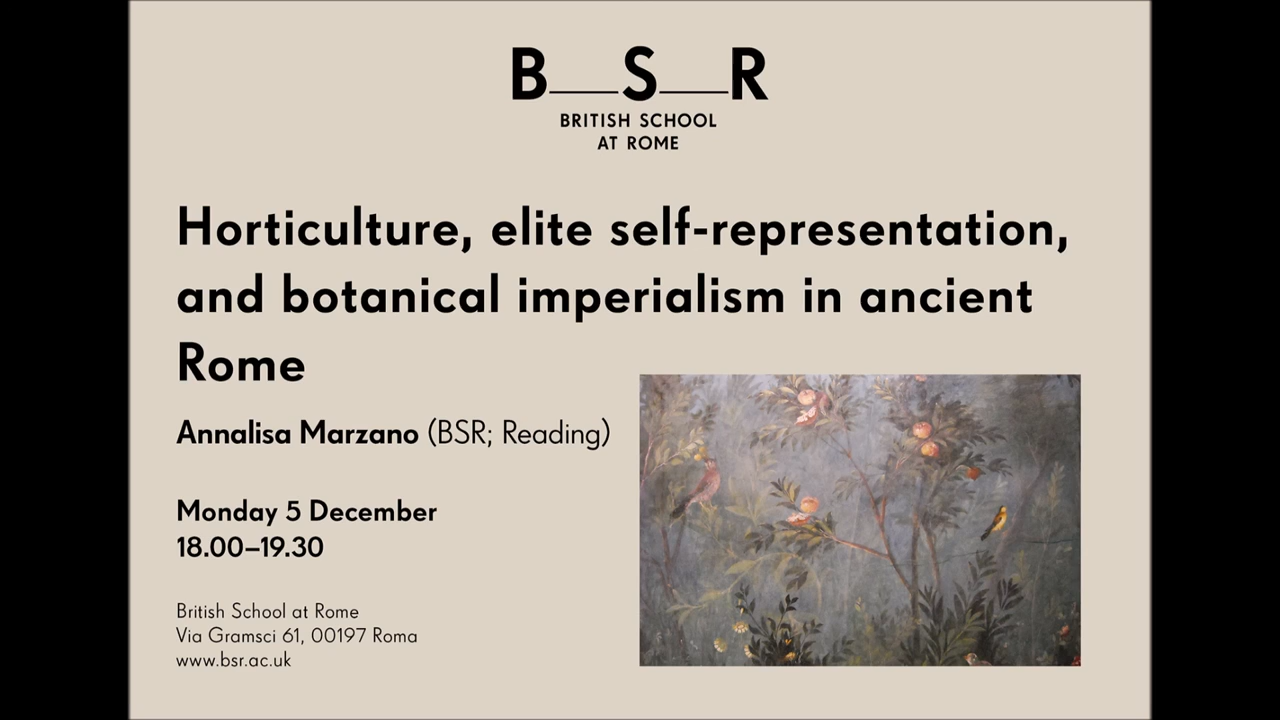 B__S__R
BRITISH SCHOOL
AT ROME
Horticulture, elite self-representation,
and botanical imperialism in ancient
Rome
Annalisa Marzano (BSR; Reading)
Monday 5 December
18.00–19.30
British School at Rome
Via Gramsci 61, 00197 Roma
www.bsr.ac.uk